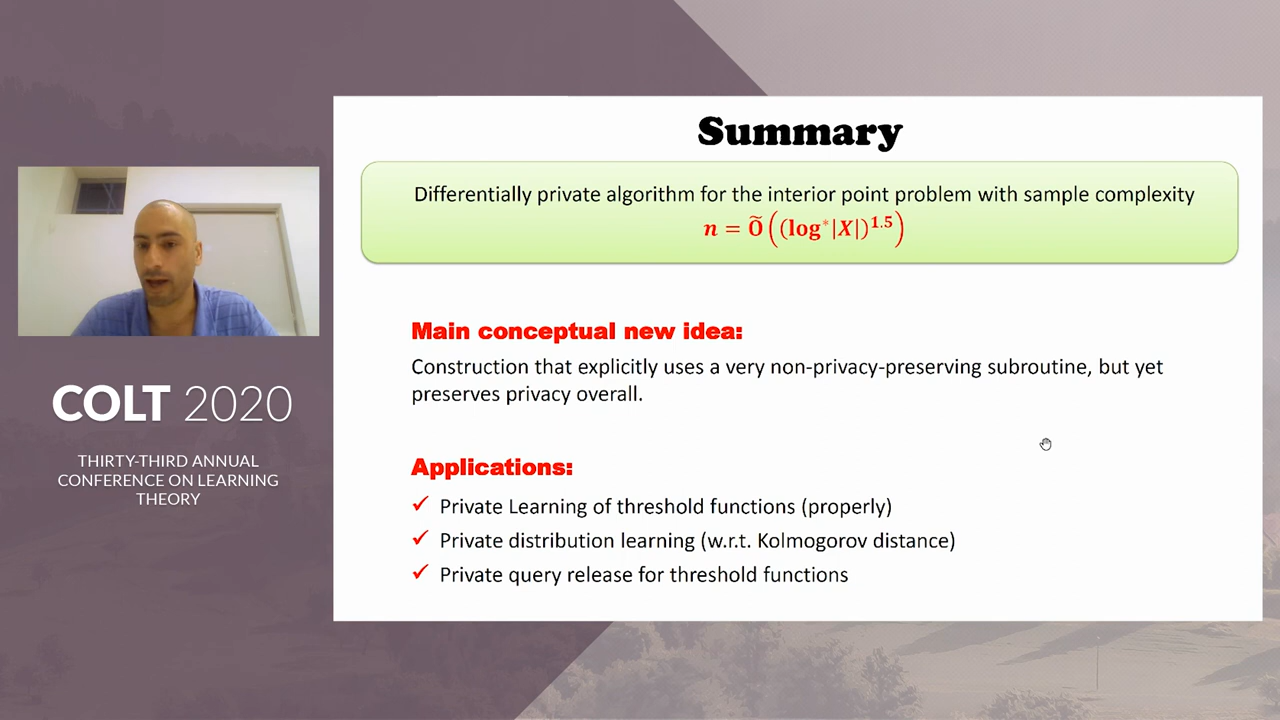 Summary
Differentially private algorithm for the interior point problem with sample complexity
n = Õ((log*|X|)^1.5)
Main conceptual new idea:
Construction that explicitly uses a very non-privacy-preserving subroutine, but yet
preserves privacy overall.
Applications:
✓ Private Learning of threshold functions (properly)
✓ Private distribution learning (w.r.t. Kolmogorov distance)
✓ Private query release for threshold functions
COLT 2020
THIRTY-THIRD ANNUAL
CONFERENCE ON LEARNING
THEORY